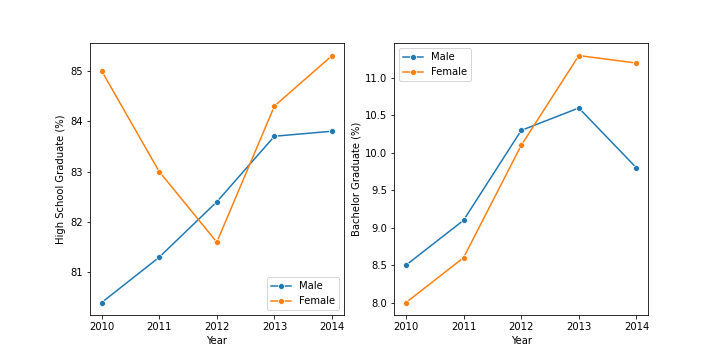 High School Graduate (%)
85
84
83
82
81
2010 2011 2012 2013 2014
Year
Male
Female
Bachelor Graduate (%)
11.0
10.5
10.0
9.5
9.0
8.5
8.0
2010 2011 2012 2013 2014
Year
Male
Female